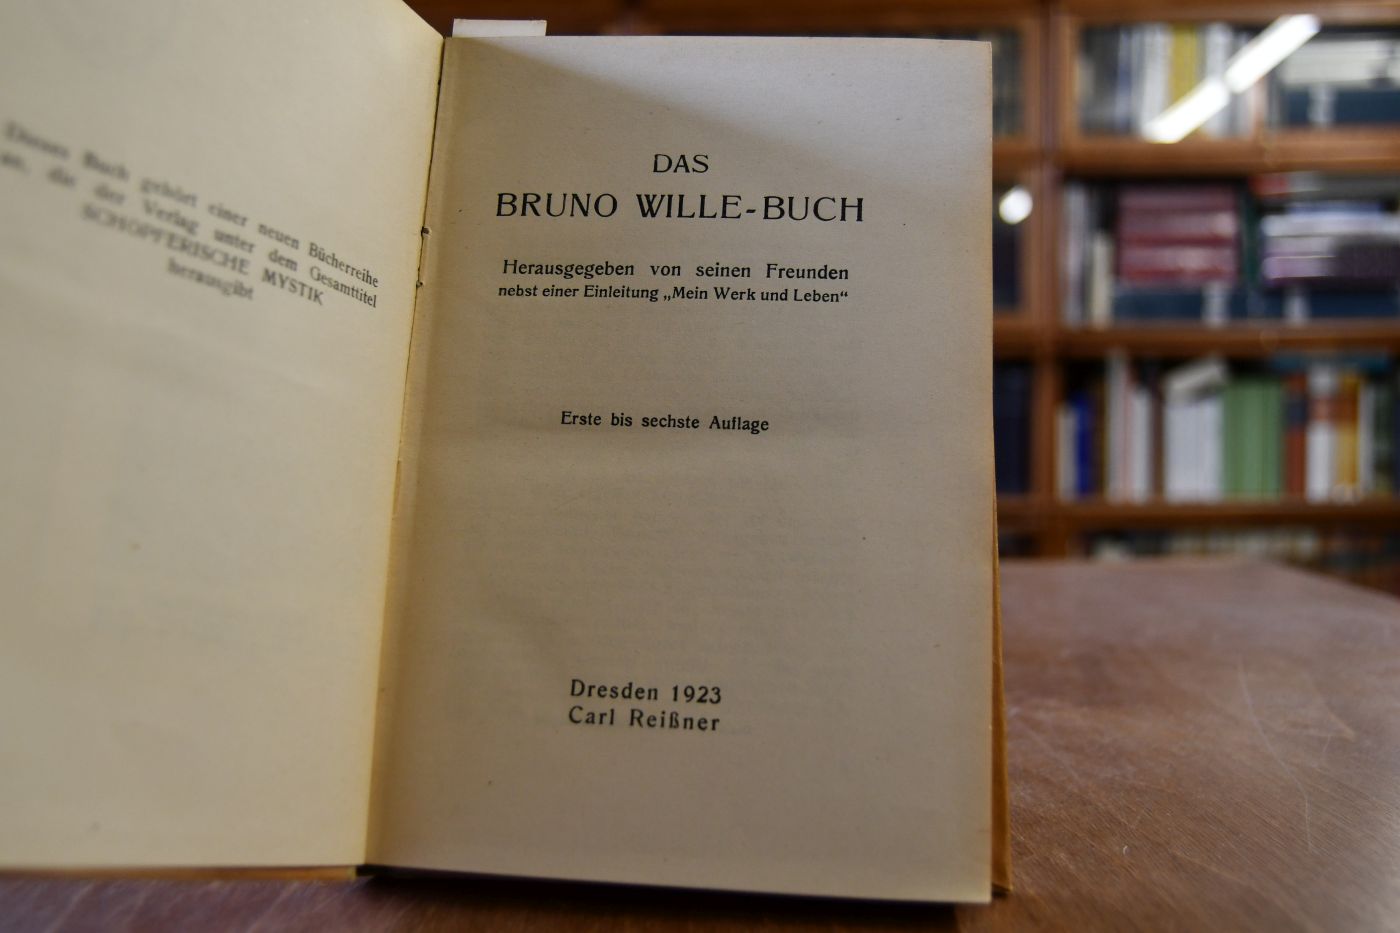 Dieses Buch gehört einer neuen Bücherreihe
an, die der Verlag unter dem Gesamttitel
SCHÖPFERISCHE MYSTIK
herausgibt
DAS
BRUNO WILLE-BUCH
Herausgegeben von seinen Freunden
nebst einer Einleitung „Mein Werk und Leben“
Erste bis sechste Auflage
Dresden 1923
Carl Reißner